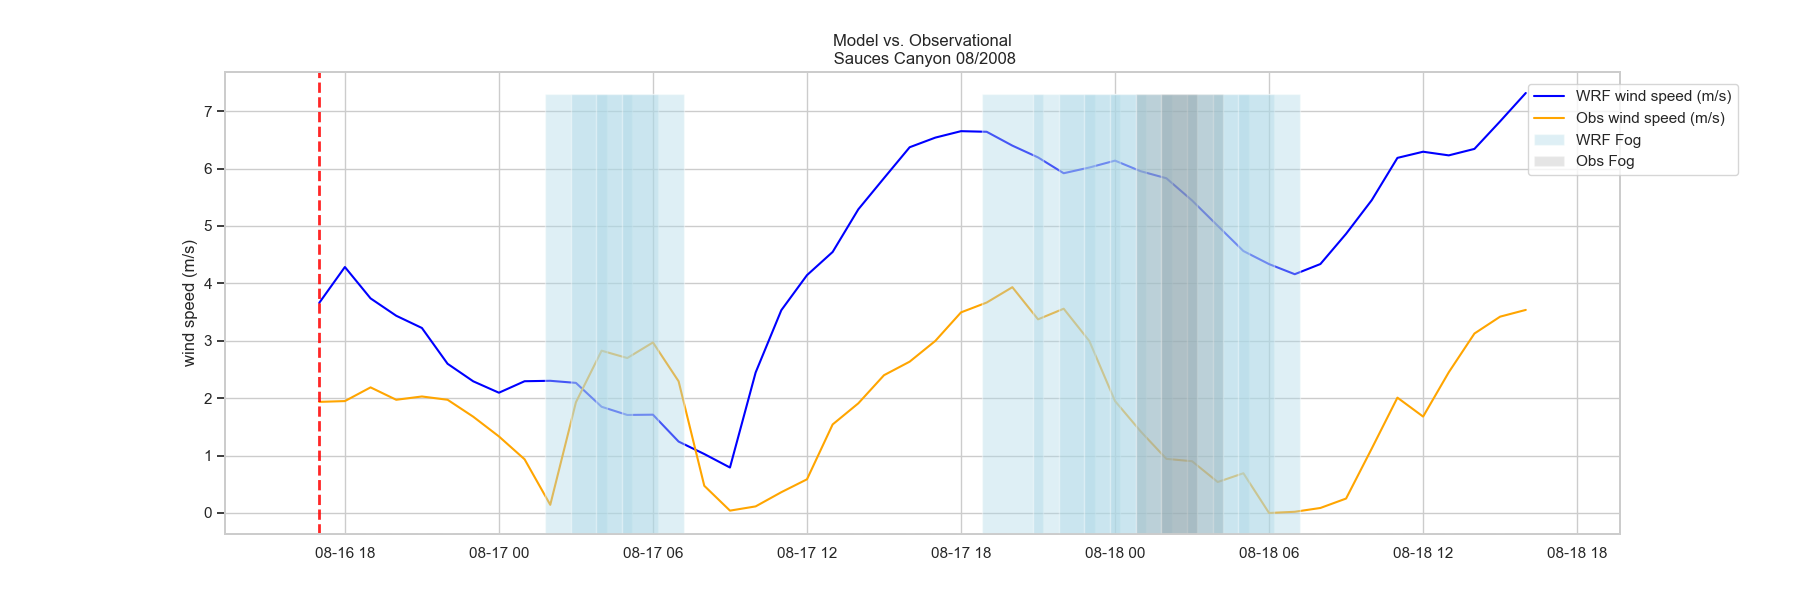 Model vs. Observational
Sauces Canyon 08/2008
WRF wind speed (m/s)
Obs wind speed (m/s)
WRF Fog
Obs Fog
wind speed (m/s)
7
6
5
4
3
2
1
0
08-16 18
08-17 00
08-17 06
08-17 12
08-17 18
08-18 00
08-18 06
08-18 12
08-18 18